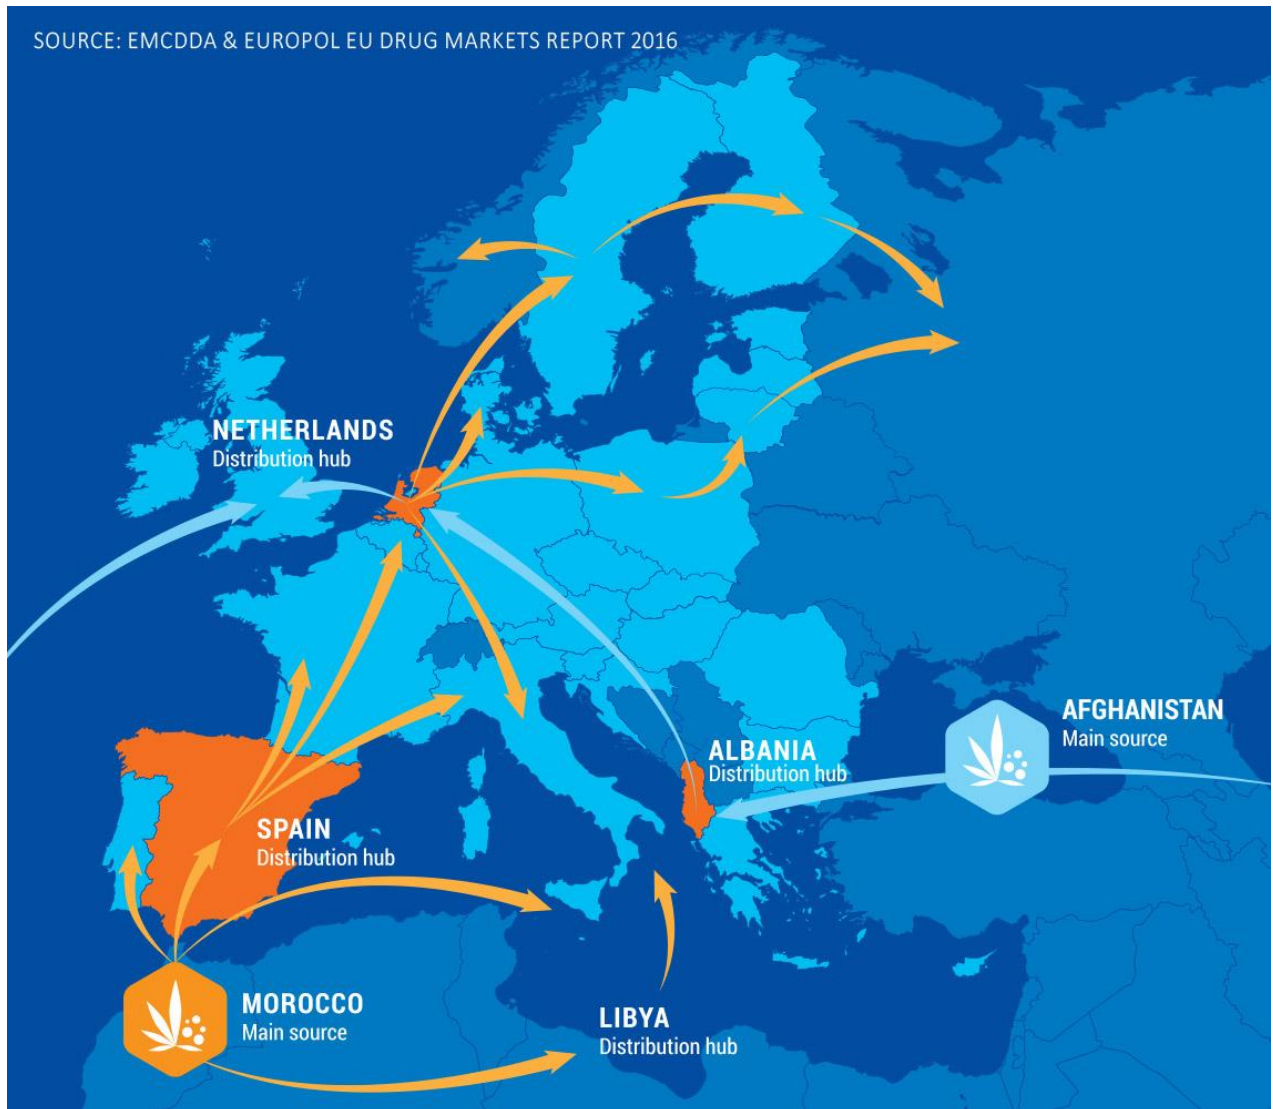 SOURCE: EMCDDA & EUROPOL EU DRUG MARKETS REPORT 2016
NETHERLANDS
Distribution hub
AFGHANISTAN
Main source
ALBANIA
Distribution hub
SPAIN
Distribution hub
MOROCCO
Main source
LIBYA
Distribution hub